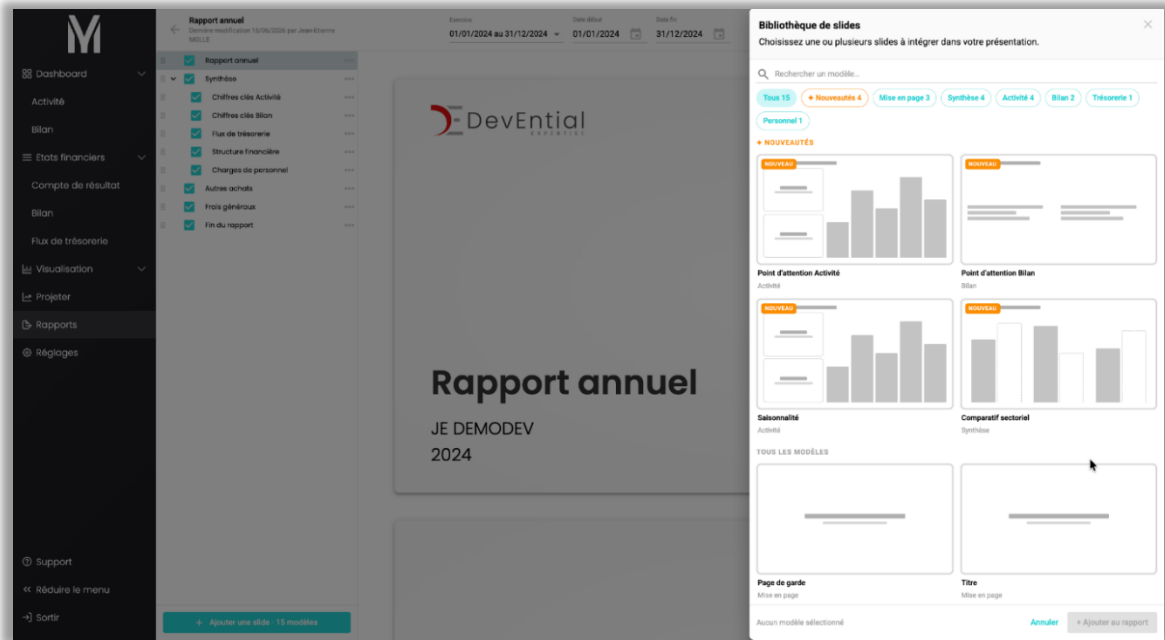 Rapport annuel
Dernière modification 15/06/2026 par Jean-Etienne
MOLLE
Exercice
01/01/2024 au 31/12/2024
Date début
01/01/2024
Date fin
31/12/2024
Dashboard
Activité
Bilan
Etats financiers
Compte de résultat
Bilan
Flux de trésorerie
Visualisation
Projeter
Rapports
Réglages
Support
Réduire le menu
Sortir
Rapport annuel
Synthèse
Chiffres clés Activité
Chiffres clés Bilan
Flux de trésorerie
Structure financière
Charges de personnel
Autres achats
Frais généraux
Fin du rapport
+ Ajouter une slide · 15 modèles
DevEntial
EXPERTISE
Rapport annuel
JE DEMODEV
2024
Bibliothèque de slides
Choisissez une ou plusieurs slides à intégrer dans votre présentation.
Rechercher un modèle...
Tous 15 + Nouveautés 4 Mise en page 3 Synthèse 4 Activité 4 Bilan 2 Trésorerie 1
Personnel 1
+ NOUVEAUTÉS
NOUVEAU
NOUVEAU
Point d'attention Activité
Activité
Point d'attention Bilan
Bilan
NOUVEAU
NOUVEAU
Saisonnalité
Activité
Comparatif sectoriel
Synthèse
TOUS LES MODÈLES
Page de garde
Mise en page
Titre
Mise en page
Aucun modèle sélectionné
Annuler
+ Ajouter au rapport